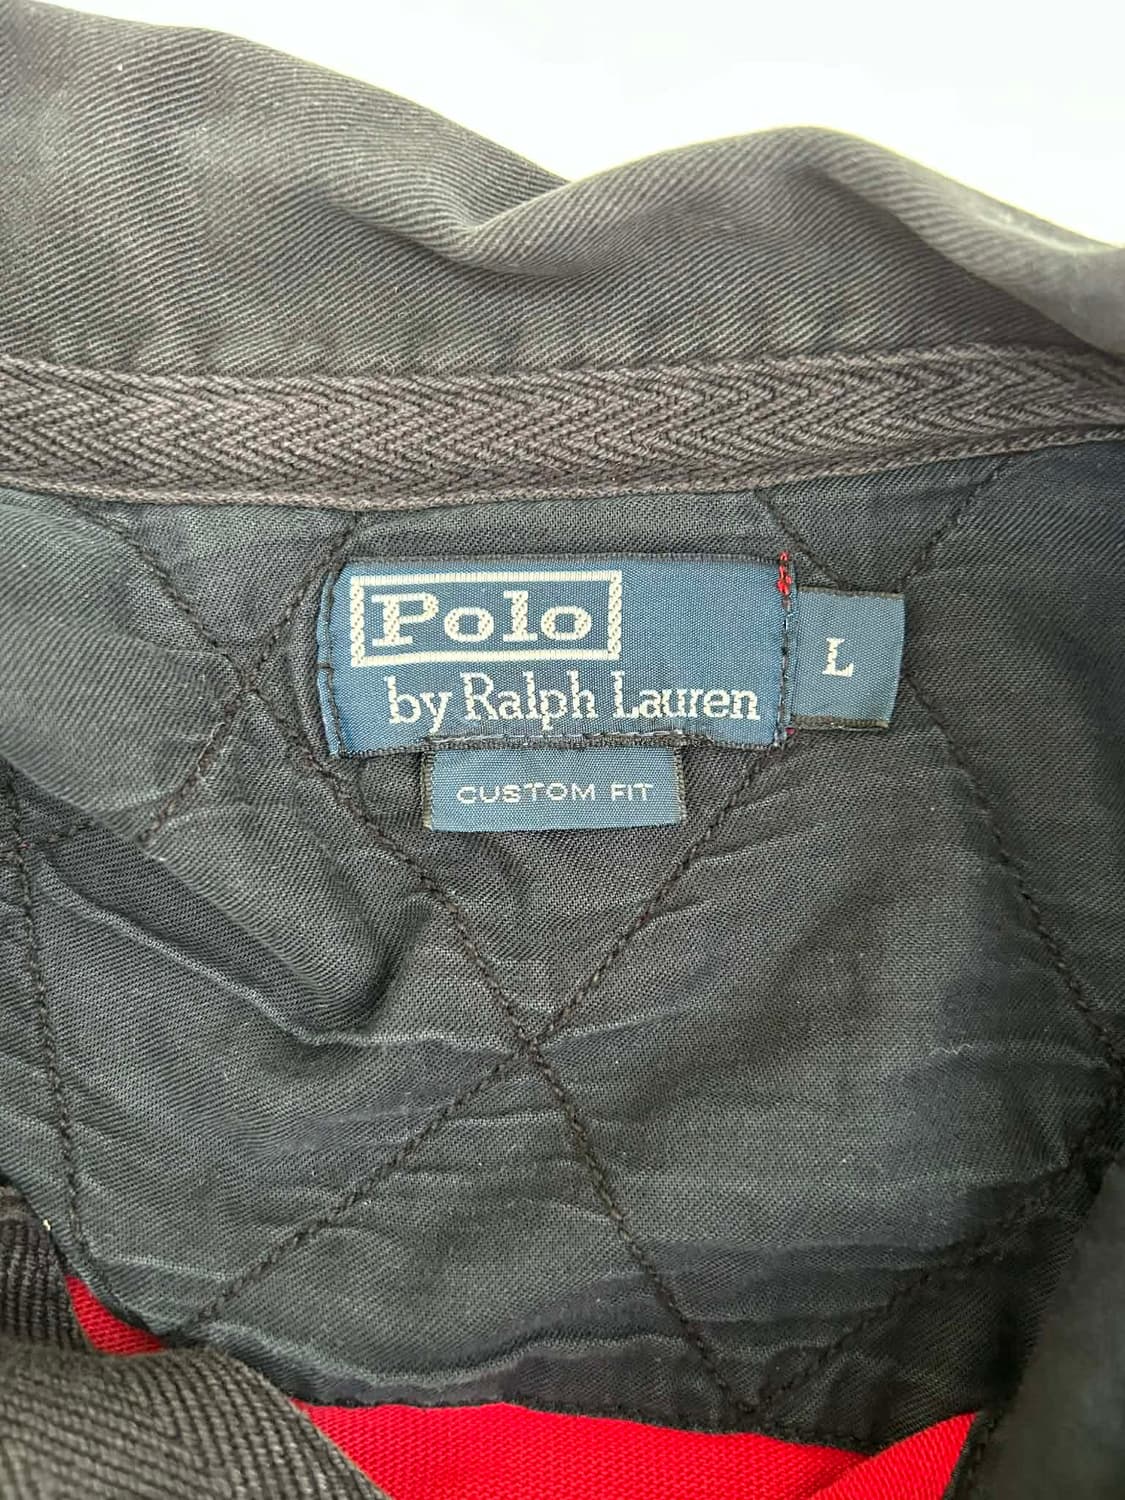 Polo
by Ralph Lauren
L
CUSTOM FIT